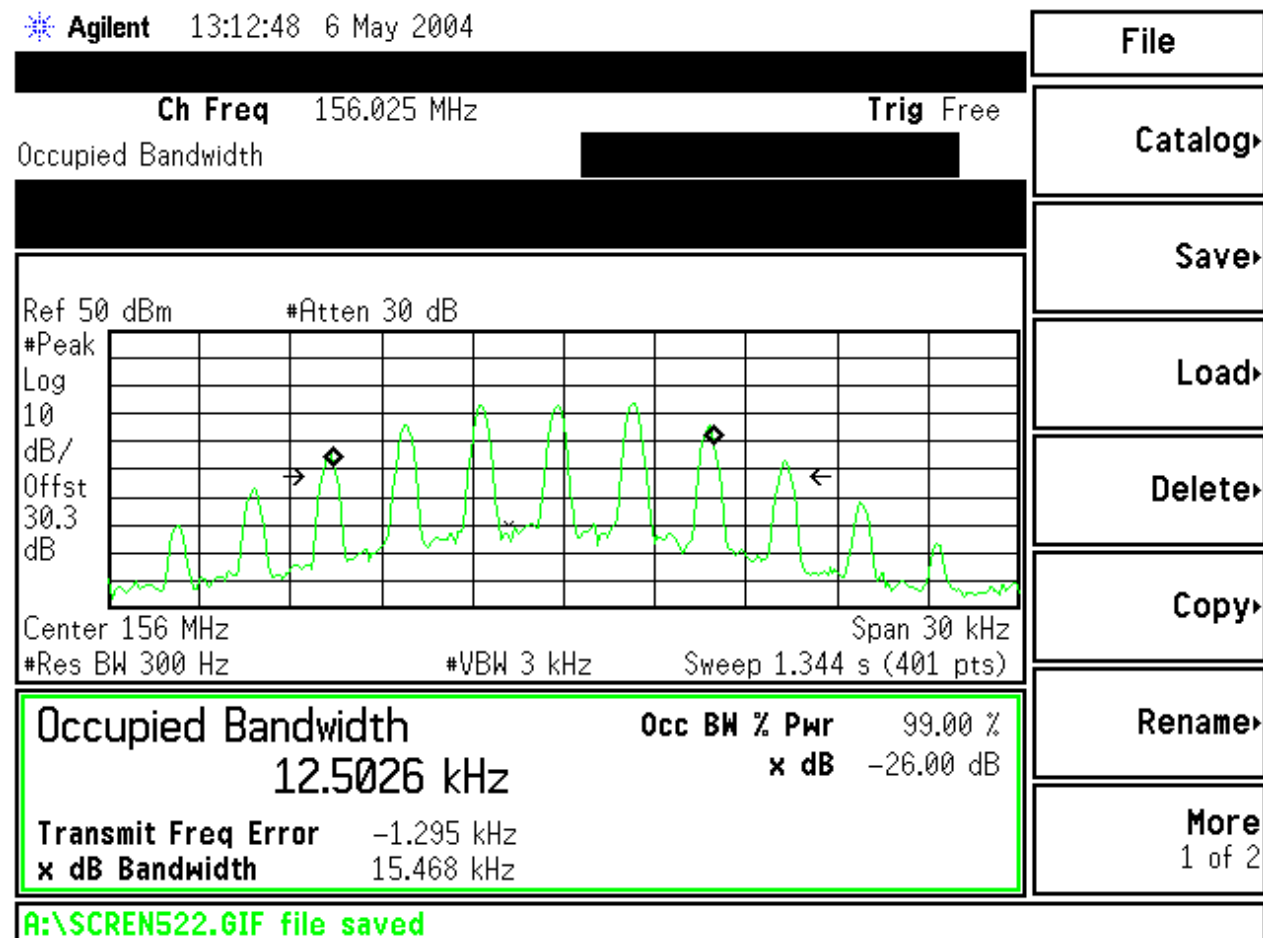 Agilent 13:12:48 6 May 2004
File
Ch Freq 156.025 MHz Trig Free
Occupied Bandwidth
Catalog
Save
Ref 50 dBm #Atten 30 dB
#Peak
Log
10
dB/
Offst
30.3
dB
Load
Delete
Center 156 MHz Span 30 kHz
#Res BW 300 Hz #VBW 3 kHz Sweep 1.344 s (401 pts)
Copy
Occupied Bandwidth Occ BW % Pwr 99.00 %
12.5026 kHz x dB -26.00 dB
Rename
Transmit Freq Error -1.295 kHz
x dB Bandwidth 15.468 kHz
More
1 of 2
A:\SCREN522.GIF file saved